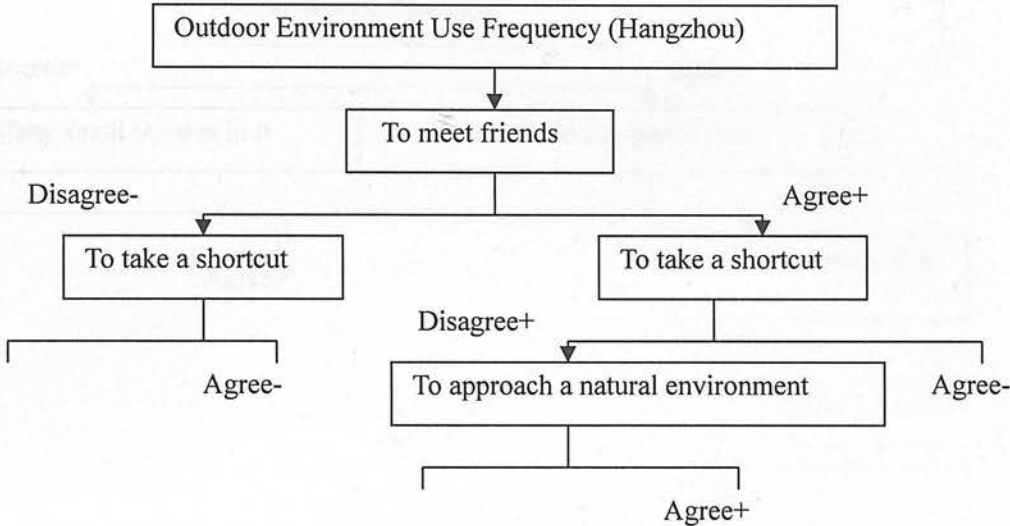 Outdoor Environment Use Frequency (Hangzhou)
To meet friends
Disagree-
Agree+
To take a shortcut
To take a shortcut
Disagree+
Agree-
To approach a natural environment
Agree-
Agree+